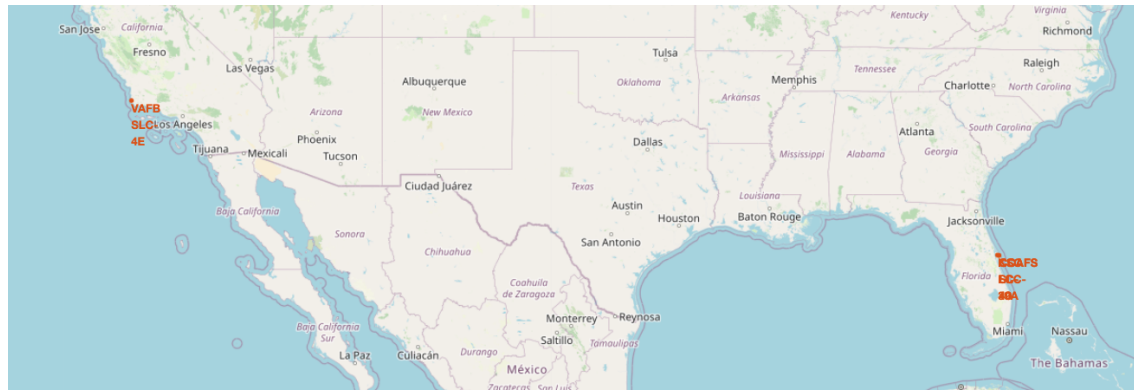 Kentucky
Virginia
San Jose
California
Richmond
Fresno
Tulsa
Raleigh
Las Vegas
Albuquerque
Oklahoma
Memphis
Tennessee
Charlotte
North Carolina
VAFB
Arizona
New Mexico
Arkansas
SLC-
Los Angeles
South Carolina
4E
Phoenix
Dallas
Atlanta
Tijuana
Mexicali
Tucson
Mississippi
Alabama
Georgia
Ciudad Juárez
Texas
Louisiana
Baja California
Austin
Houston
Baton Rouge
Jacksonville
Sonora
San Antonio
Chihuahua
Florida
Coahuila
de Zaragoza
Baja California
Sur
Monterrey
Reynosa
Saltillo
Tamaulipas
Miami
Nassau
La Paz
Culiacán
Durango
México
The Bahamas
Zacatecas
San Luis